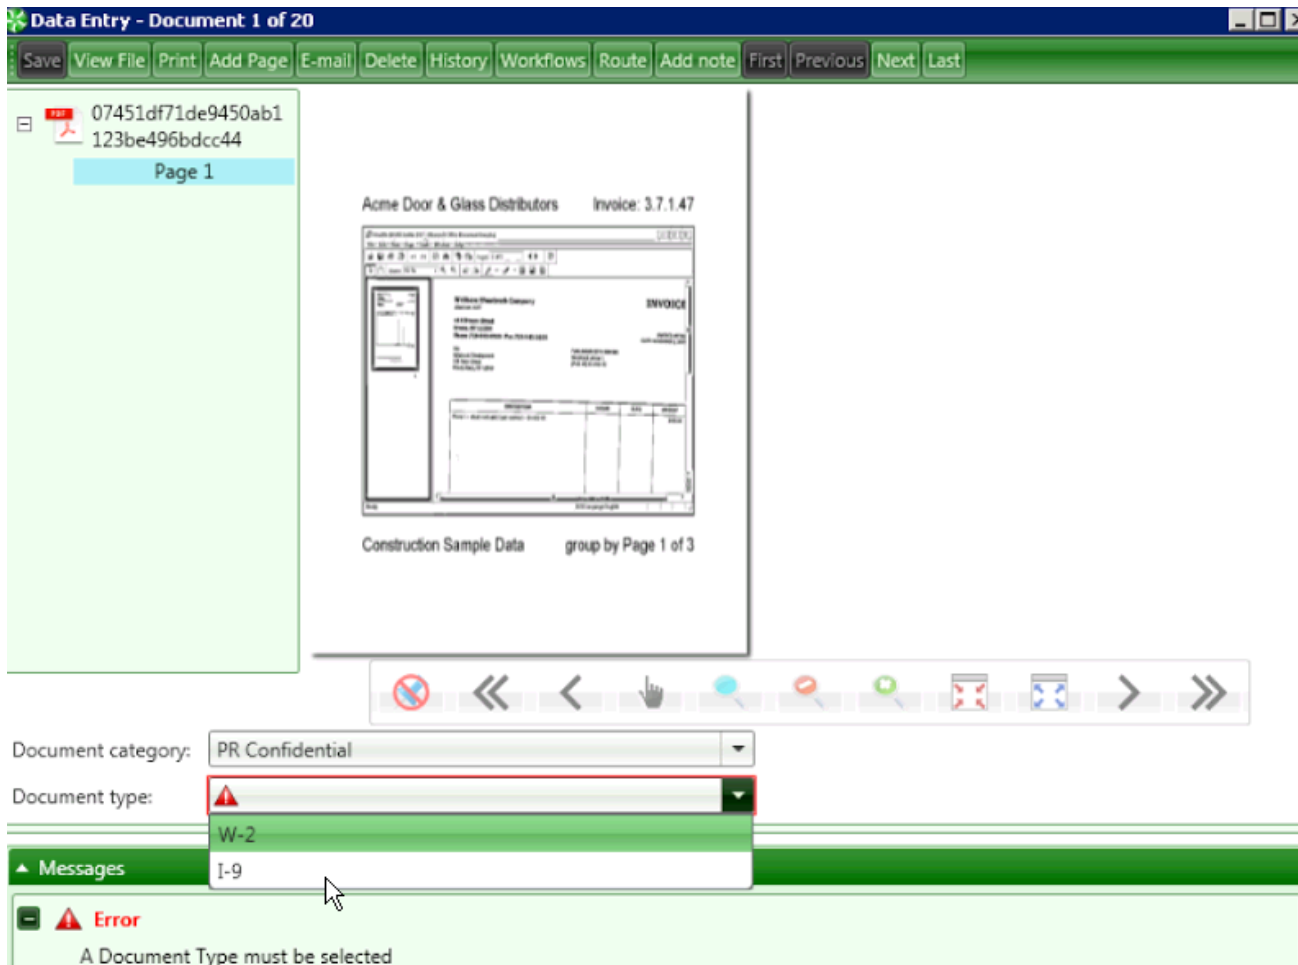 Data Entry - Document 1 of 20
Save View File Print Add Page E-mail Delete History Workflows Route Add note First Previous Next Last
07451df71de9450ab1
123be496bdcc44
Page 1
Acme Door & Glass Distributors Invoice: 3.7.1.47
INVOICE
Construction Sample Data group by Page 1 of 3
Document category: PR Confidential
Document type:
W-2
I-9
Messages
Error
A Document Type must be selected